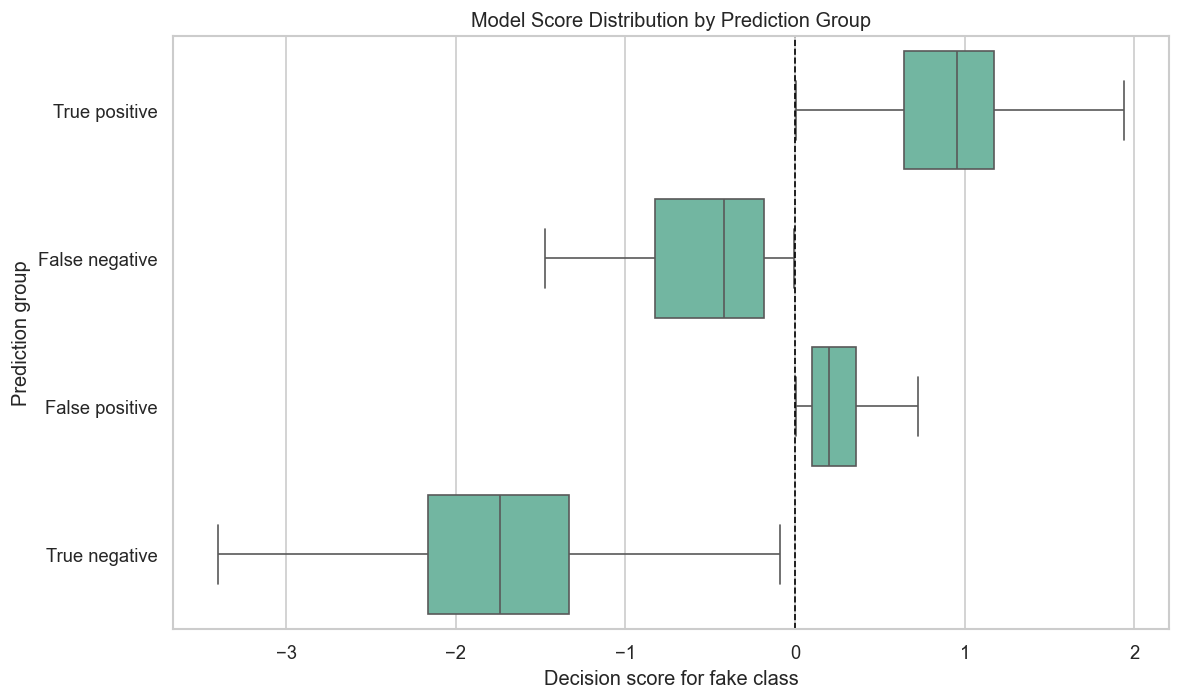 Model Score Distribution by Prediction Group
Prediction group
True positive
False negative
False positive
True negative
−3
−2
−1
0
1
2
Decision score for fake class